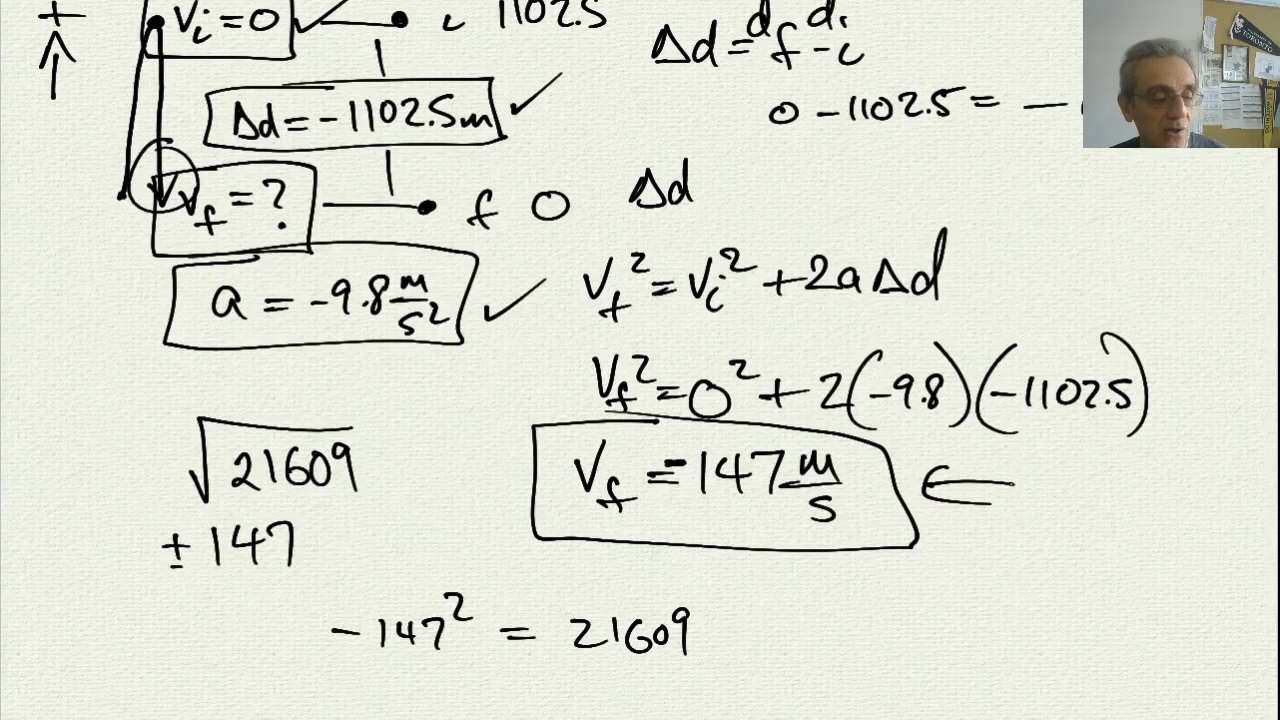 + Vi = 0 ✓ i 1102.5
Δd = df - di
Δd = -1102.5m ✓
0 - 1102.5 = -
Vf = ? f 0 Δd
a = -9.8 m/s² ✓
Vf² = Vi² + 2aΔd
Vf² = 0² + 2(-9.8)(-1102.5)
√21609
Vf = -147 m/s ⇐
± 147
-147² = 21609
TORONTO